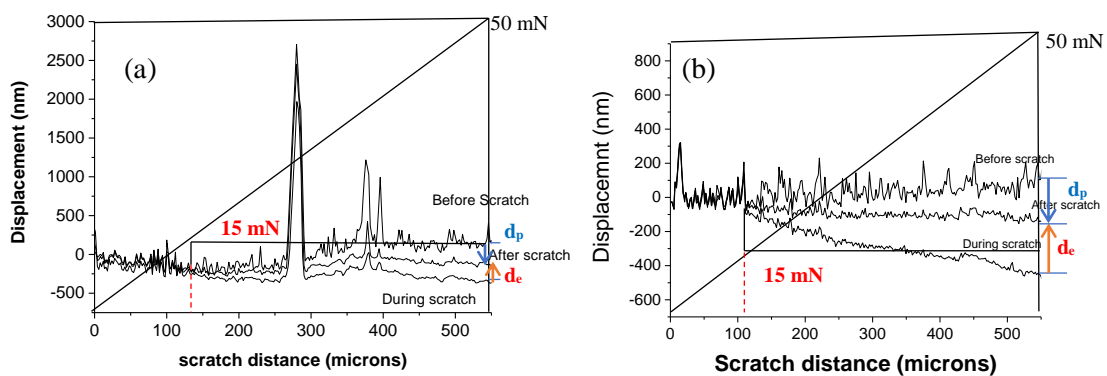 3000
2500
2000
1500
1000
500
0
-500
Displacement (nm)
(a)
50 mN
Before Scratch
15 mN
dp
After scratch
de
During scratch
0
100
200
300
400
500
scratch distance (microns)
800
600
400
200
0
-200
-400
-600
Displacemnt (nm)
(b)
50 mN
Before scratch
dp
After scratch
During scratch
de
15 mN
0
100
200
300
400
500
Scratch distance (microns)